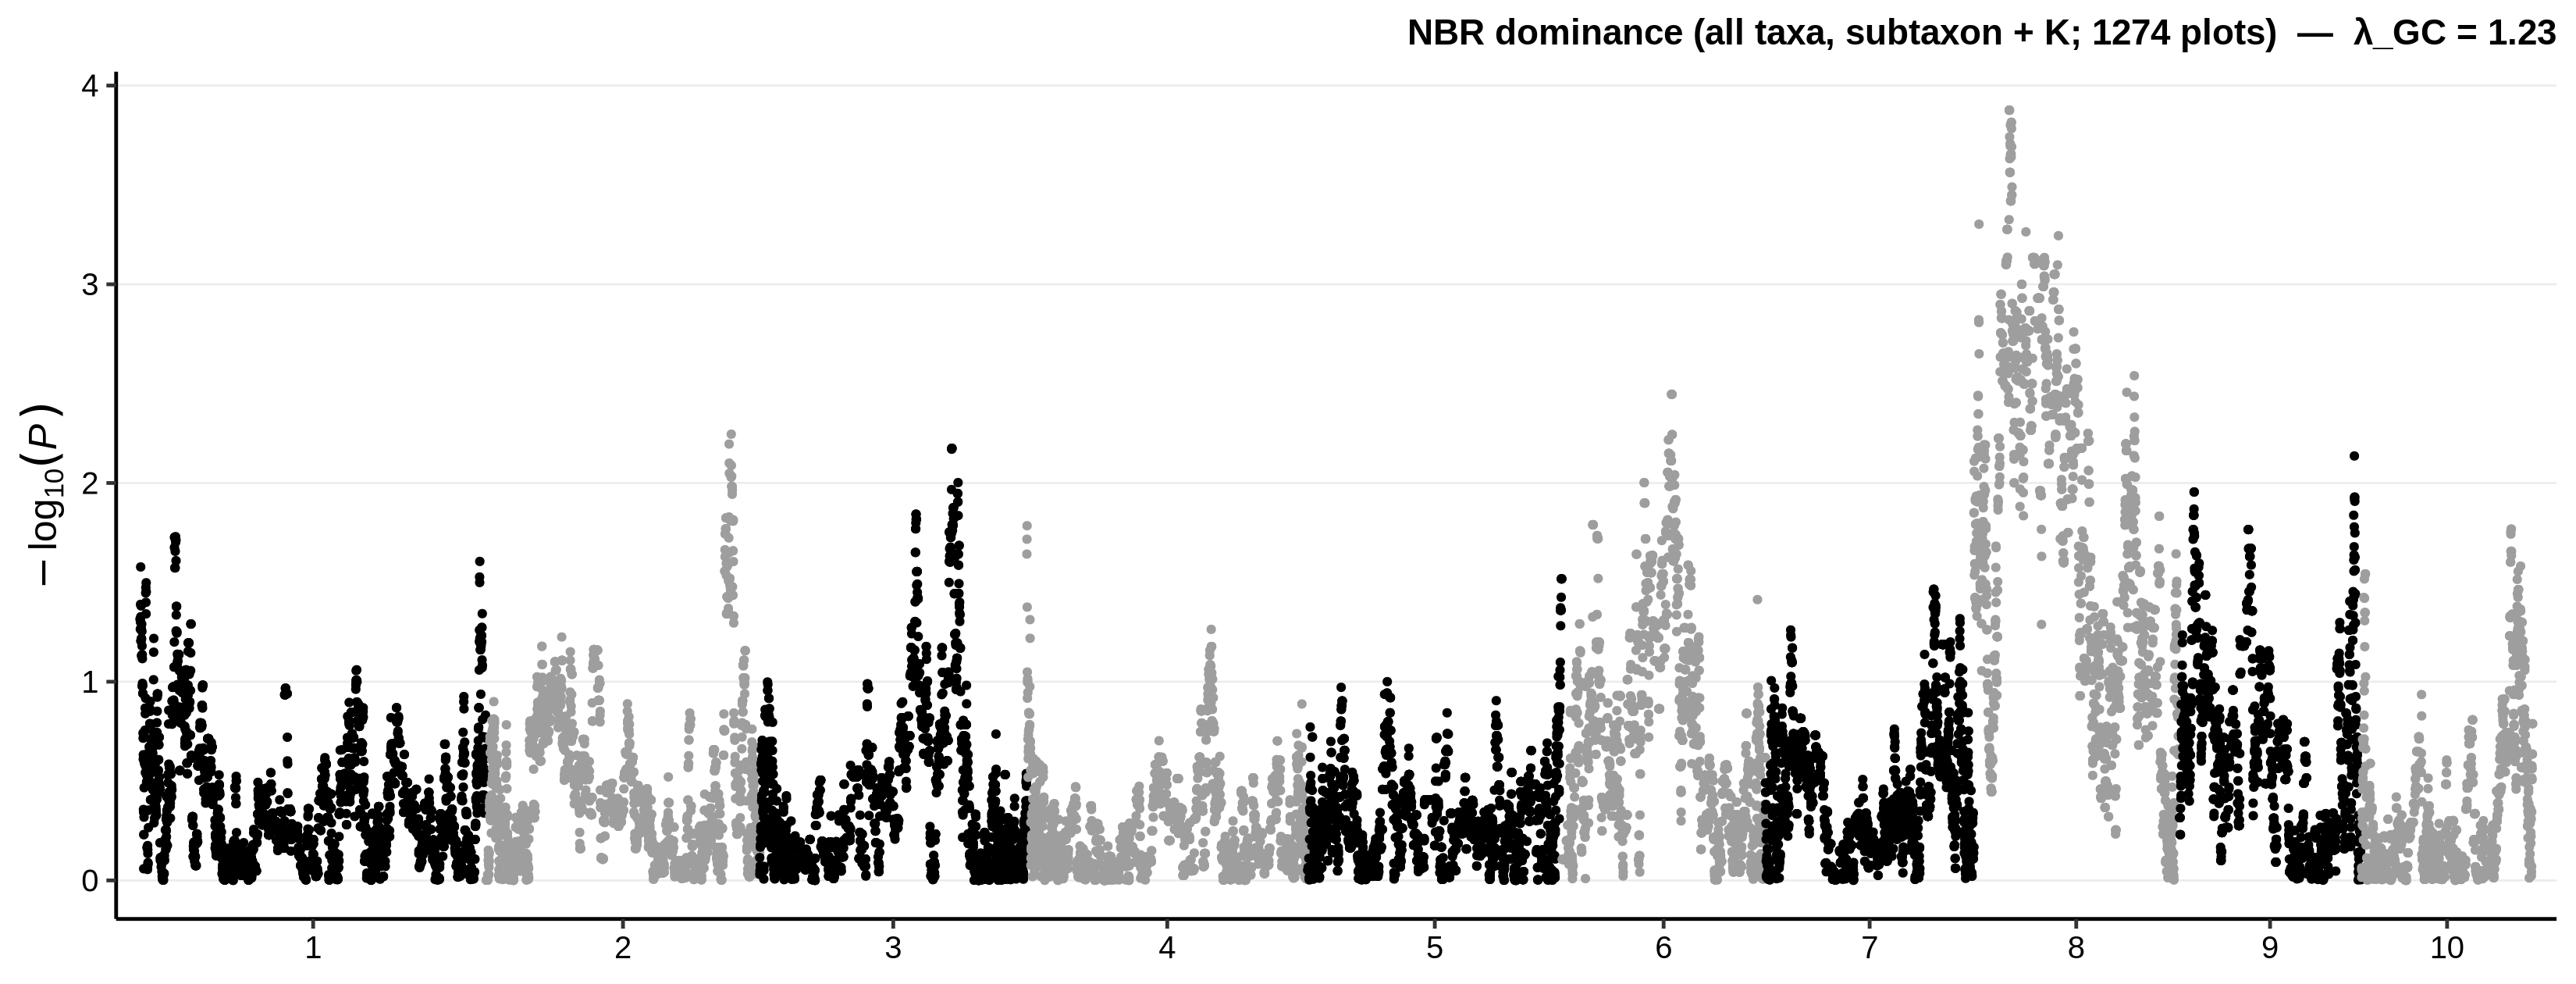 NBR dominance (all taxa, subtaxon + K; 1274 plots) — λ_GC = 1.23
4
3
2
1
0
− log10(P)
1 2 3 4 5 6 7 8 9 10